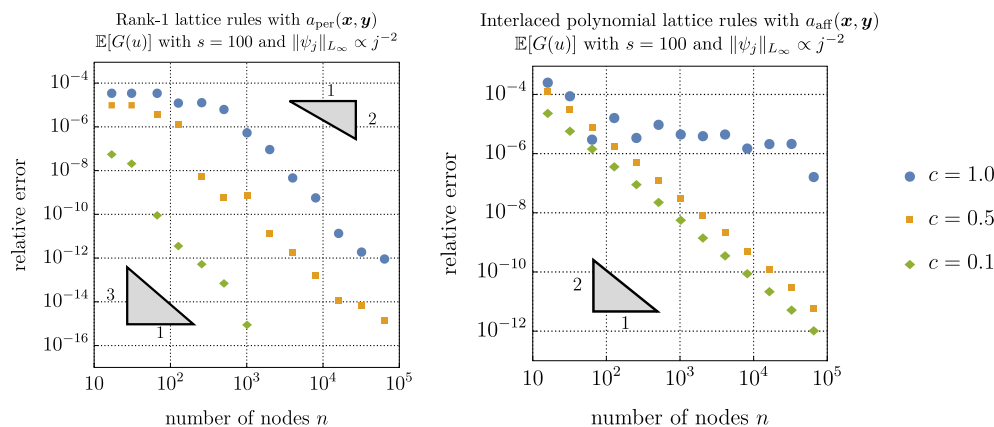 Rank-1 lattice rules with a_per(x, y)
𝔼[G(u)] with s = 100 and ‖ψ_j‖_{L_∞} ∝ j^{−2}
relative error
10^{−4}
10^{−6}
10^{−8}
10^{−10}
10^{−12}
10^{−14}
10^{−16}
1
2
3
1
10 10^2 10^3 10^4 10^5
number of nodes n
Interlaced polynomial lattice rules with a_aff(x, y)
𝔼[G(u)] with s = 100 and ‖ψ_j‖_{L_∞} ∝ j^{−2}
relative error
10^{−4}
10^{−6}
10^{−8}
10^{−10}
10^{−12}
2
1
10 10^2 10^3 10^4 10^5
number of nodes n
c = 1.0
c = 0.5
c = 0.1